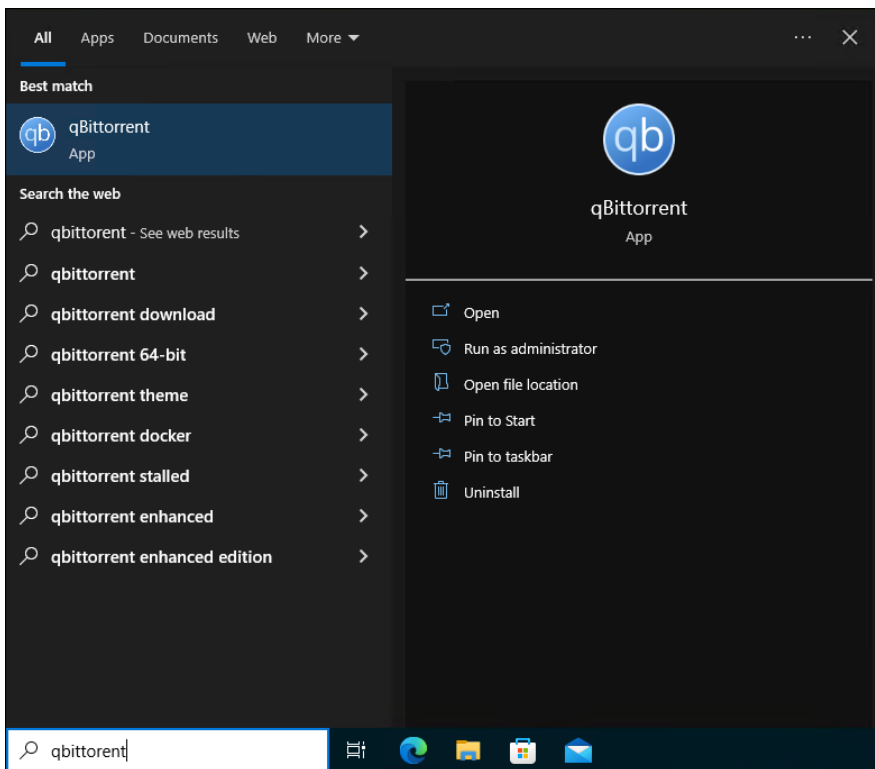 All Apps Documents Web More
Best match
qb
qBittorrent
App
Search the web
qbittorent - See web results
qbittorrent
qbittorrent download
qbittorrent 64-bit
qbittorrent theme
qbittorrent docker
qbittorrent stalled
qbittorrent enhanced
qbittorrent enhanced edition
qb
qBittorrent
App
Open
Run as administrator
Open file location
Pin to Start
Pin to taskbar
Uninstall
qbittorent